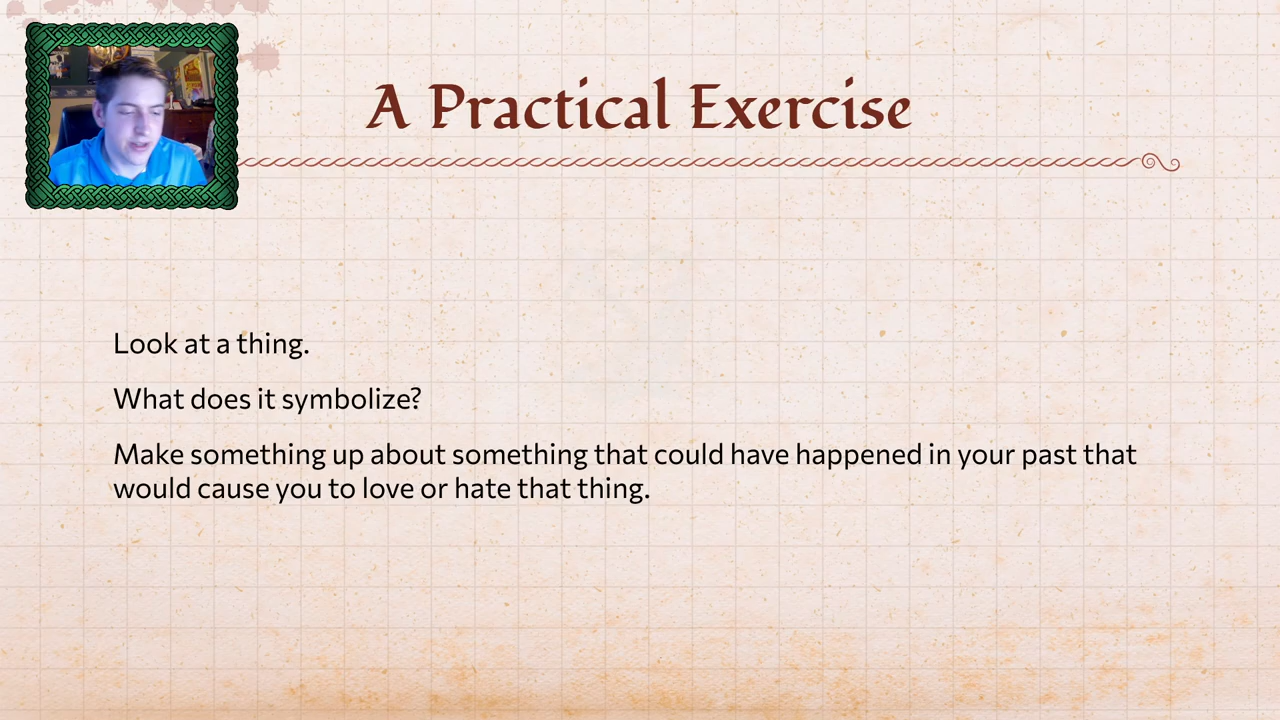 A Practical Exercise
Look at a thing.
What does it symbolize?
Make something up about something that could have happened in your past that
would cause you to love or hate that thing.